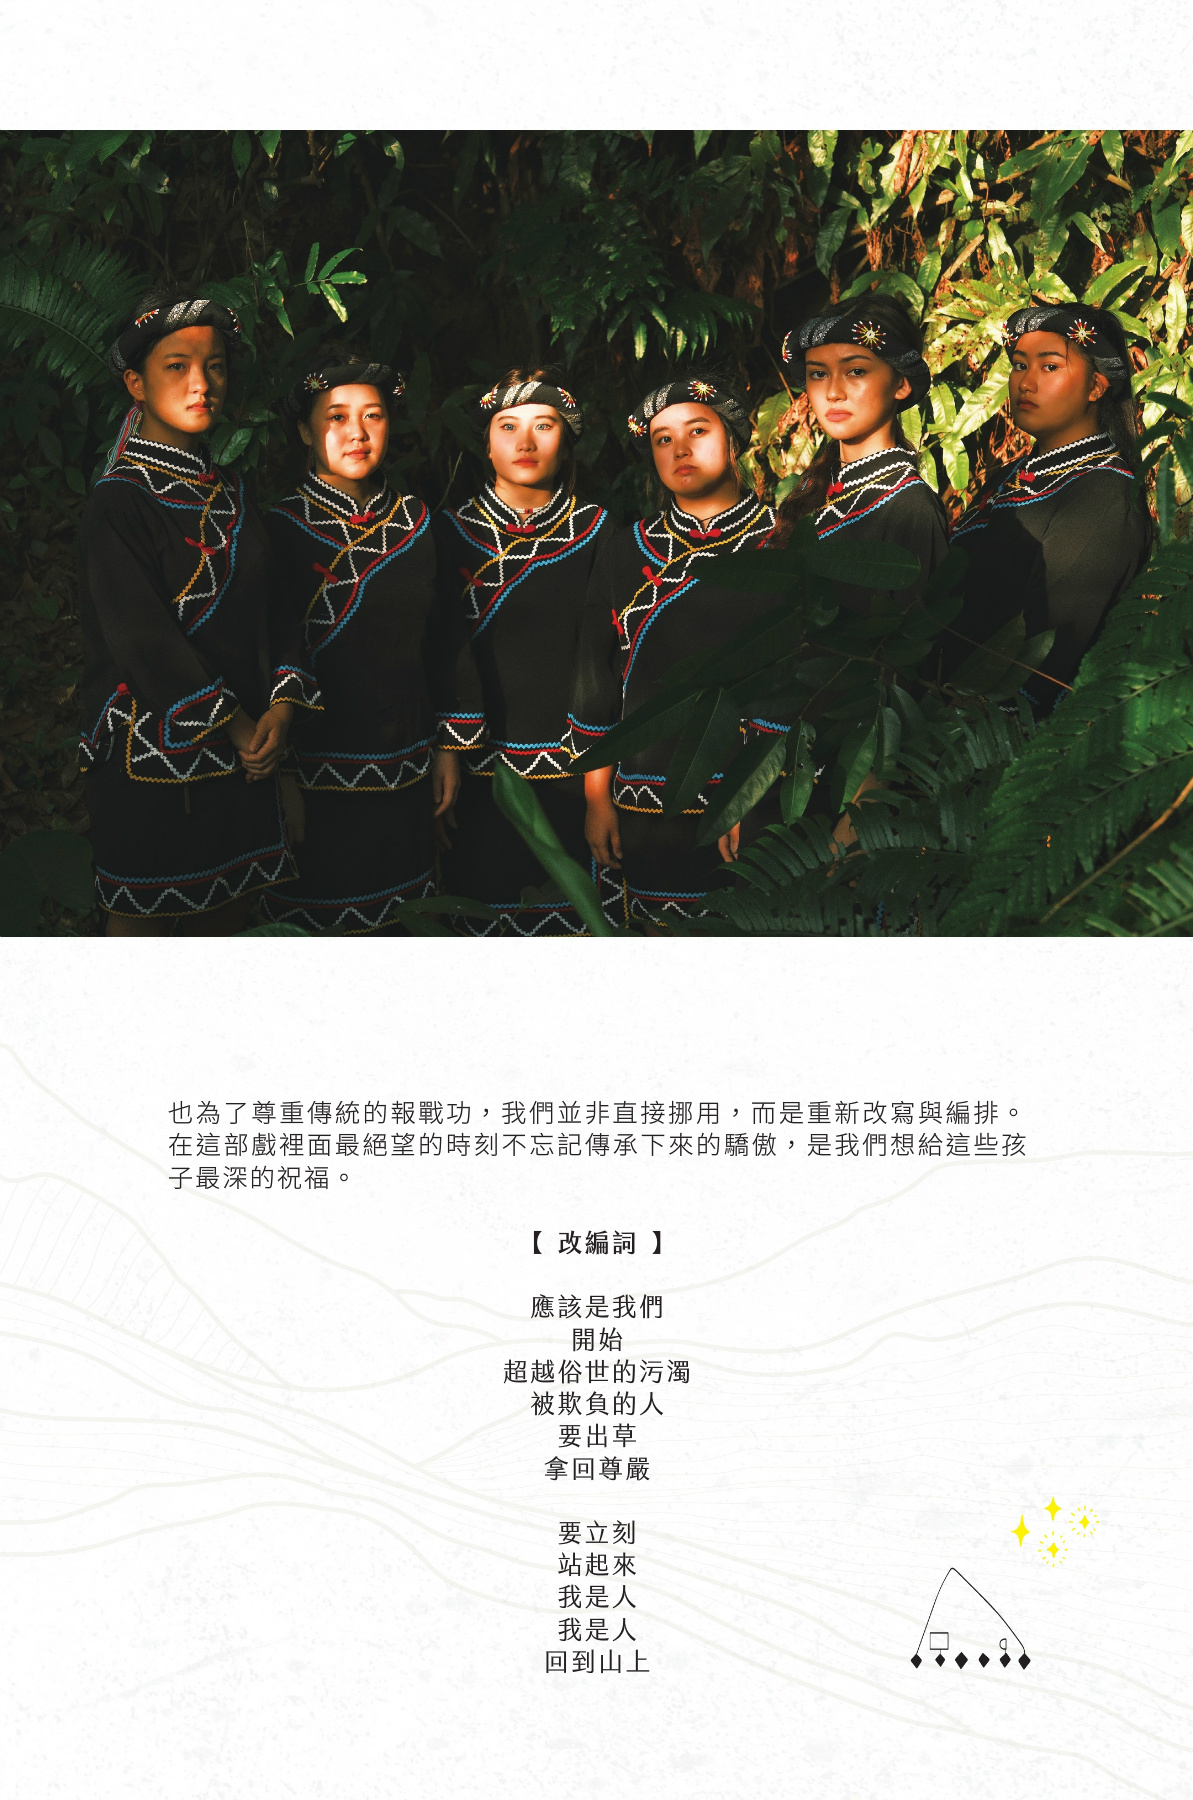 也為了尊重傳統的報戰功，我們並非直接挪用，而是重新改寫與編排。
在這部戲裡面最絕望的時刻不忘記傳承下來的驕傲，是我們想給這些孩
子最深的祝福。
【 改編詞 】
應該是我們
開始
超越俗世的污濁
被欺負的人
要出草
拿回尊嚴
要立刻
站起來
我是人
我是人
回到山上